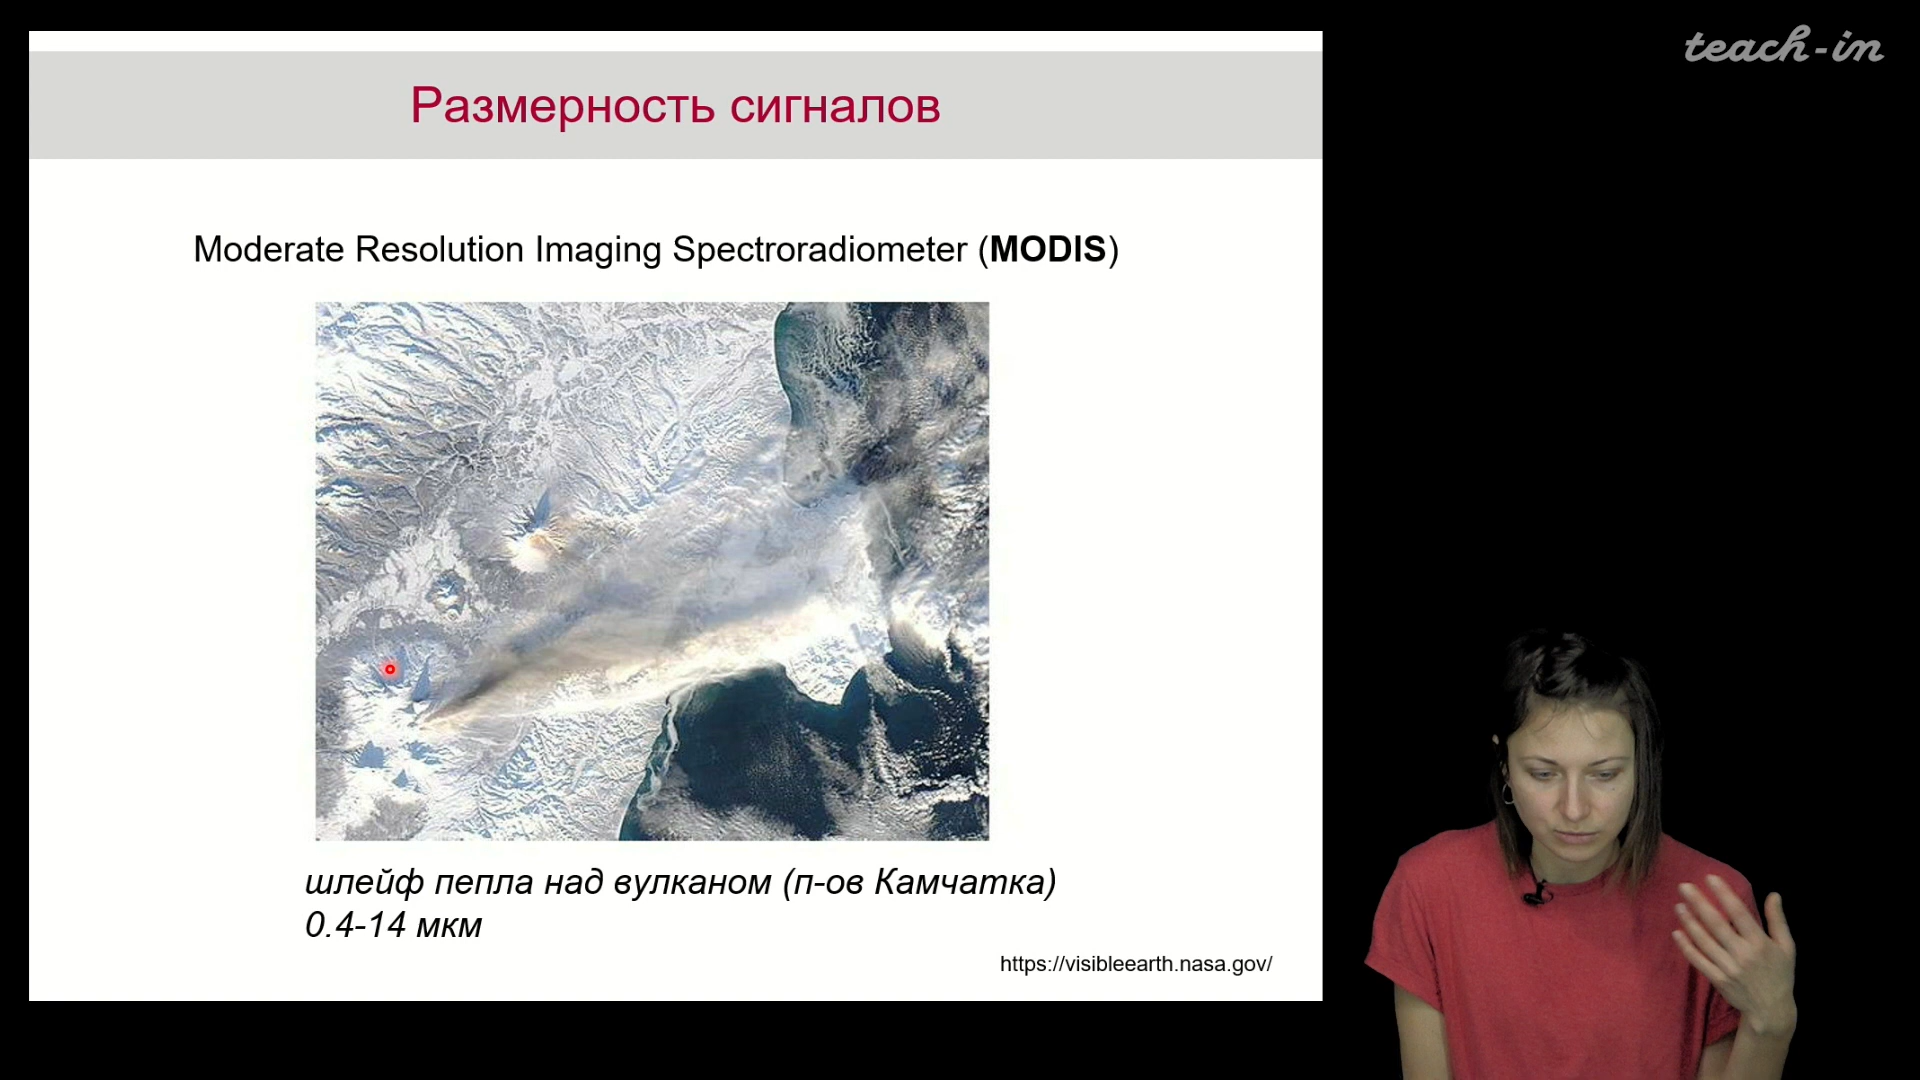 teach-in
Размерность сигналов
Moderate Resolution Imaging Spectroradiometer (MODIS)
шлейф пепла над вулканом (п-ов Камчатка)
0.4-14 мкм
https://visibleearth.nasa.gov/